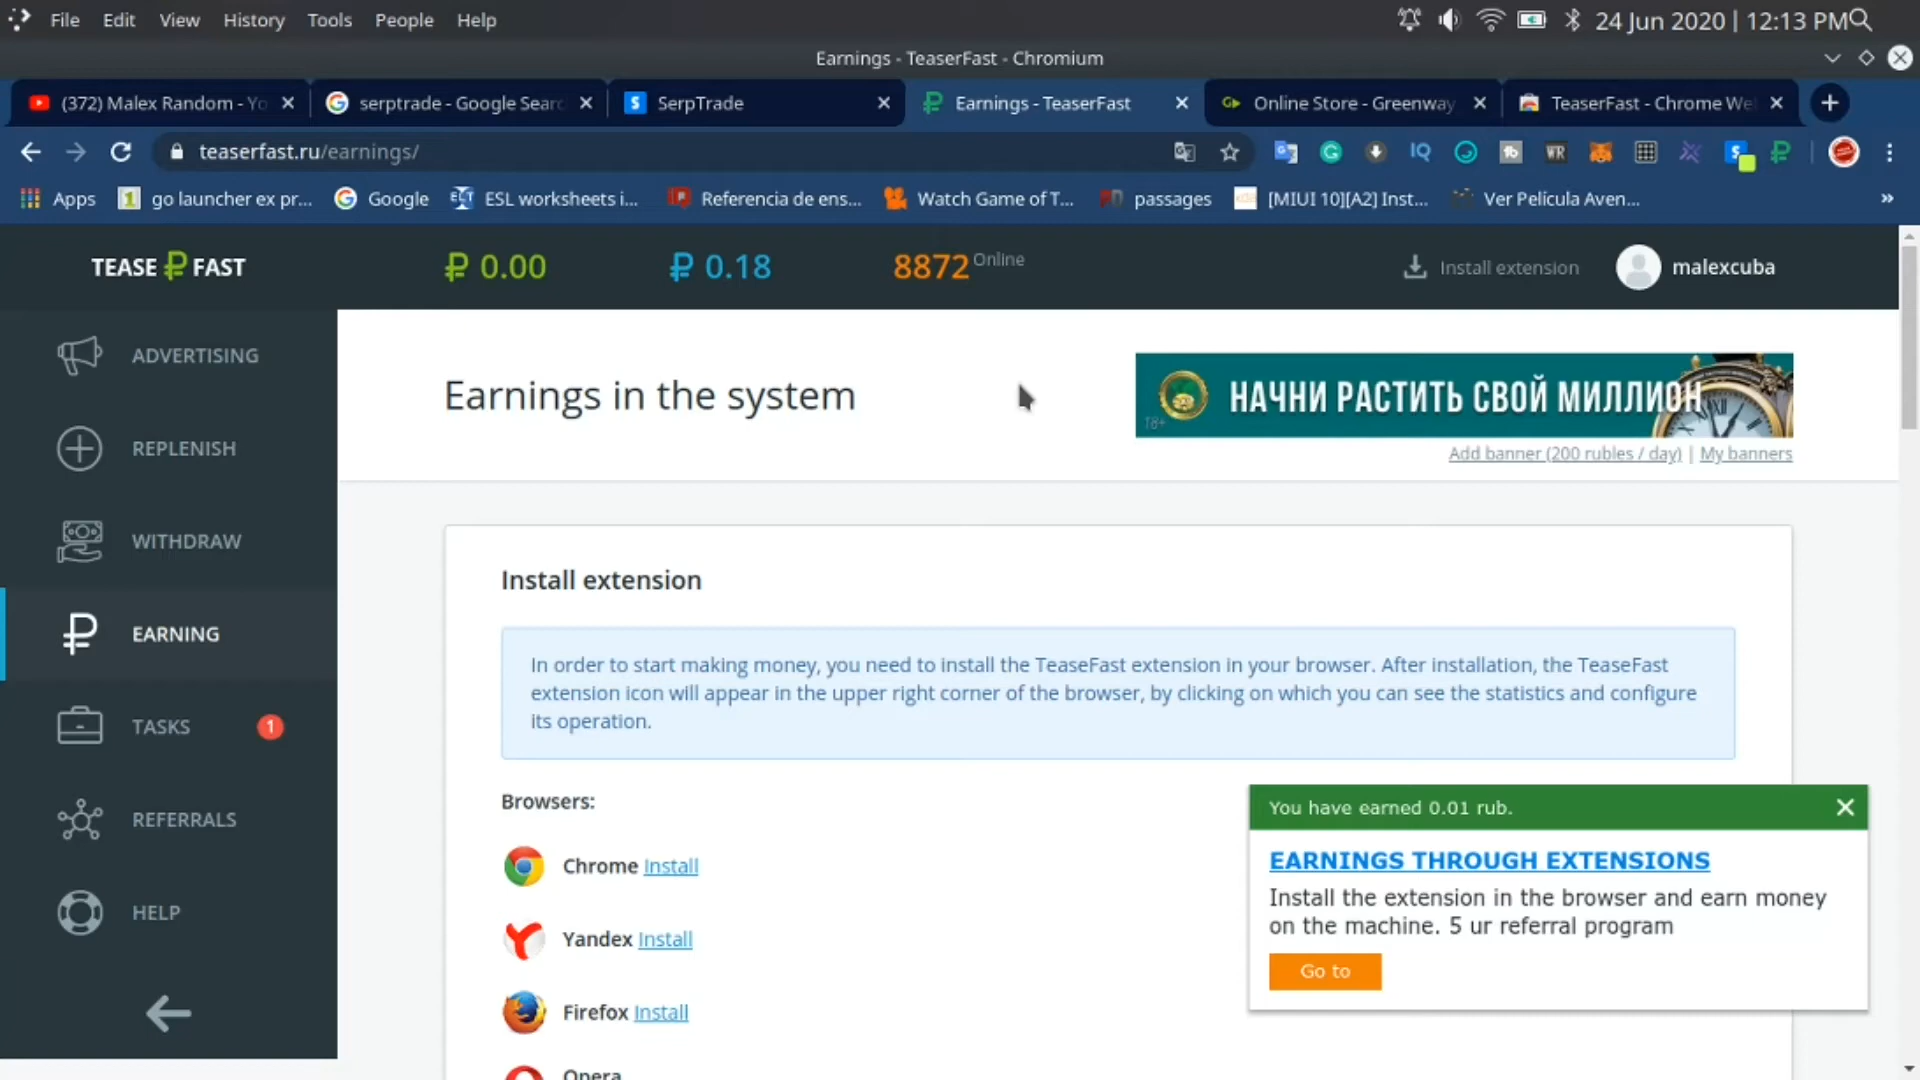 File Edit View History Tools People Help
24 Jun 2020 | 12:13 PM
Earnings - TeaserFast - Chromium
(372) Malex Random - Yo
serptrade - Google Searc
SerpTrade
Earnings - TeaserFast
Online Store - Greenway
TeaserFast - Chrome We
teaserfast.ru/earnings/
Apps
go launcher ex pr...
Google
ESL worksheets i...
Referencia de ens...
Watch Game of T...
passages
[MIUI 10][A2] Inst...
Ver Película Aven...
TEASE ₽ FAST
₽ 0.00
₽ 0.18
8872 Online
Install extension
malexcuba
ADVERTISING
REPLENISH
WITHDRAW
EARNING
TASKS 1
REFERRALS
HELP
Earnings in the system
НАЧНИ РАСТИТЬ СВОЙ МИЛЛИОН
18+
Add banner (200 rubles / day) | My banners
Install extension
In order to start making money, you need to install the TeaseFast extension in your browser. After installation, the TeaseFast
extension icon will appear in the upper right corner of the browser, by clicking on which you can see the statistics and configure
its operation.
Browsers:
Chrome Install
Yandex Install
Firefox Install
Opera
You have earned 0.01 rub.
EARNINGS THROUGH EXTENSIONS
Install the extension in the browser and earn money
on the machine. 5 ur referral program
Go to